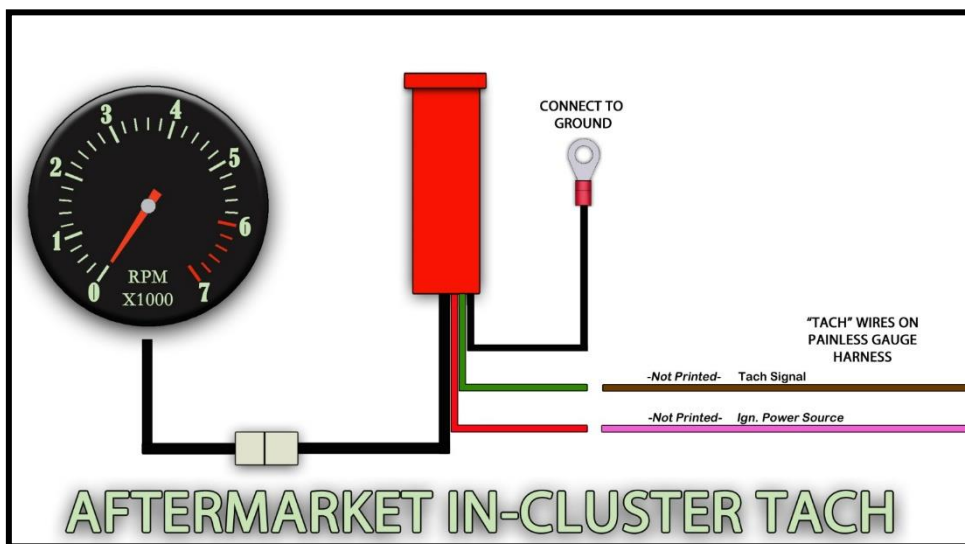 0
1
2
3
4
5
6
7
RPM
X1000
CONNECT TO
GROUND
"TACH" WIRES ON
PAINLESS GAUGE
HARNESS
-Not Printed- Tach Signal
-Not Printed- Ign. Power Source
AFTERMARKET IN-CLUSTER TACH